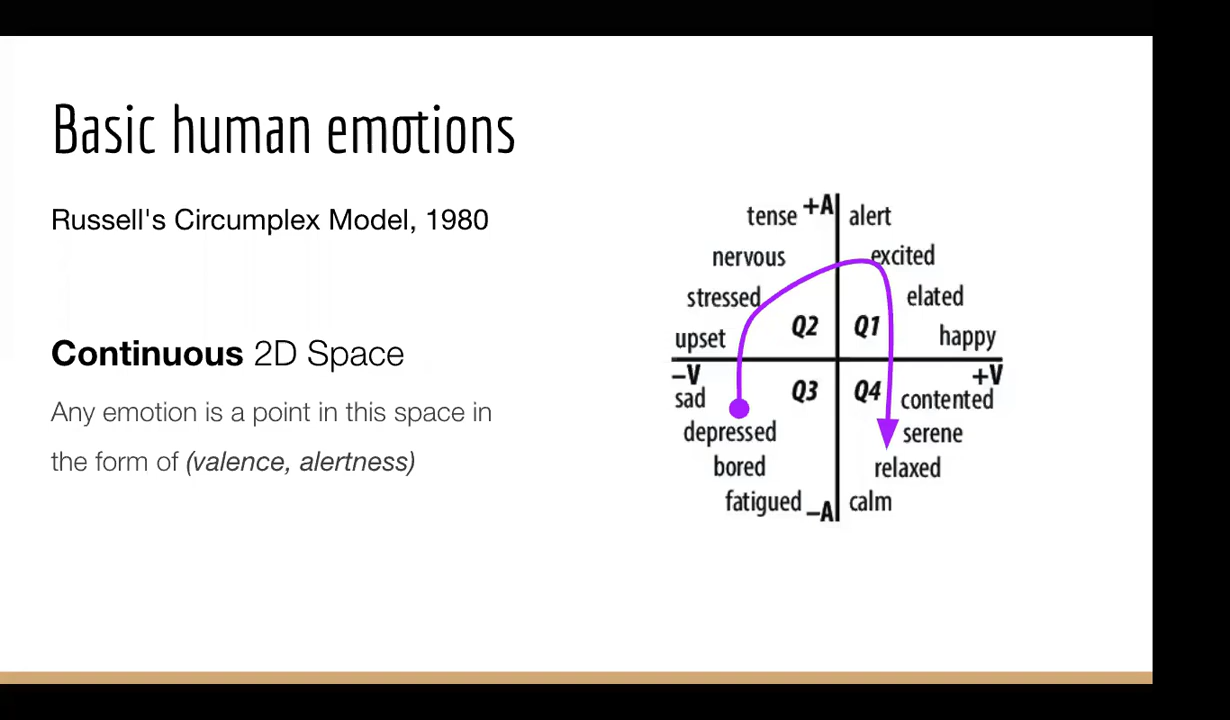 Basic human emotions
Russell's Circumplex Model, 1980
Continuous 2D Space
Any emotion is a point in this space in
the form of (valence, alertness)
tense +A alert
nervous excited
stressed elated
upset Q2 Q1 happy
–V +V
sad Q3 Q4 contented
depressed serene
bored relaxed
fatigued –A calm